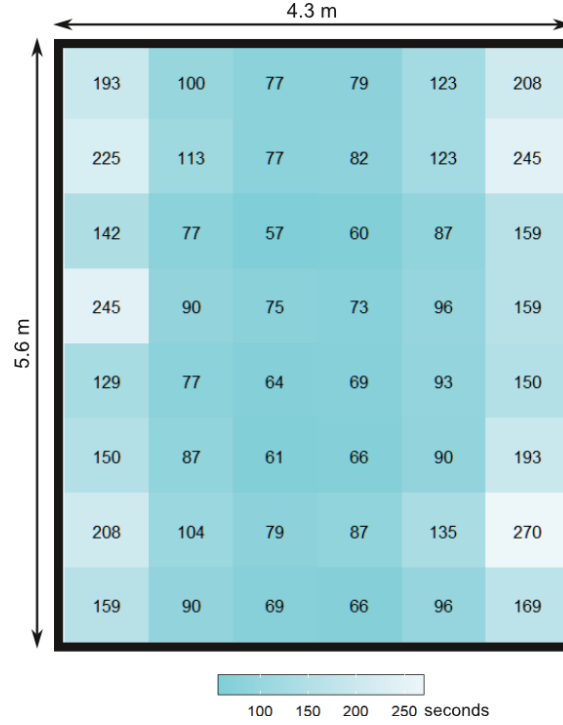 4.3 m
5.6 m
193 100 77 79 123 208
225 113 77 82 123 245
142 77 57 60 87 159
245 90 75 73 96 159
129 77 64 69 93 150
150 87 61 66 90 193
208 104 79 87 135 270
159 90 69 66 96 169
100 150 200 250 seconds